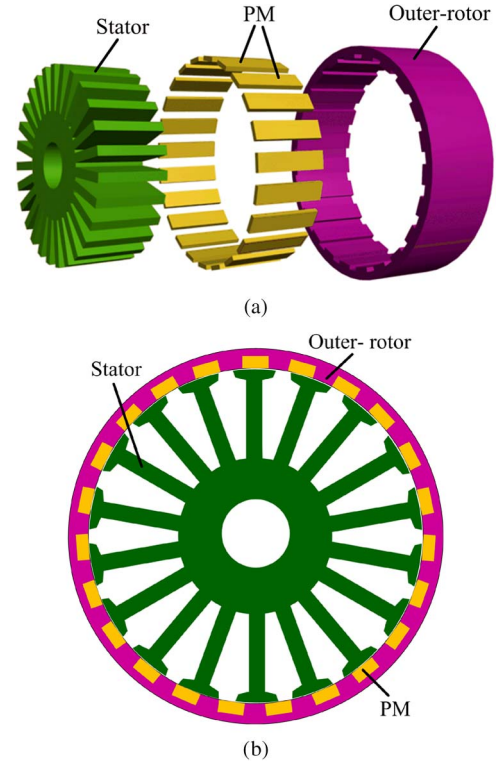 PM
Outer-rotor
Stator
(a)
Outer- rotor
Stator
PM
(b)